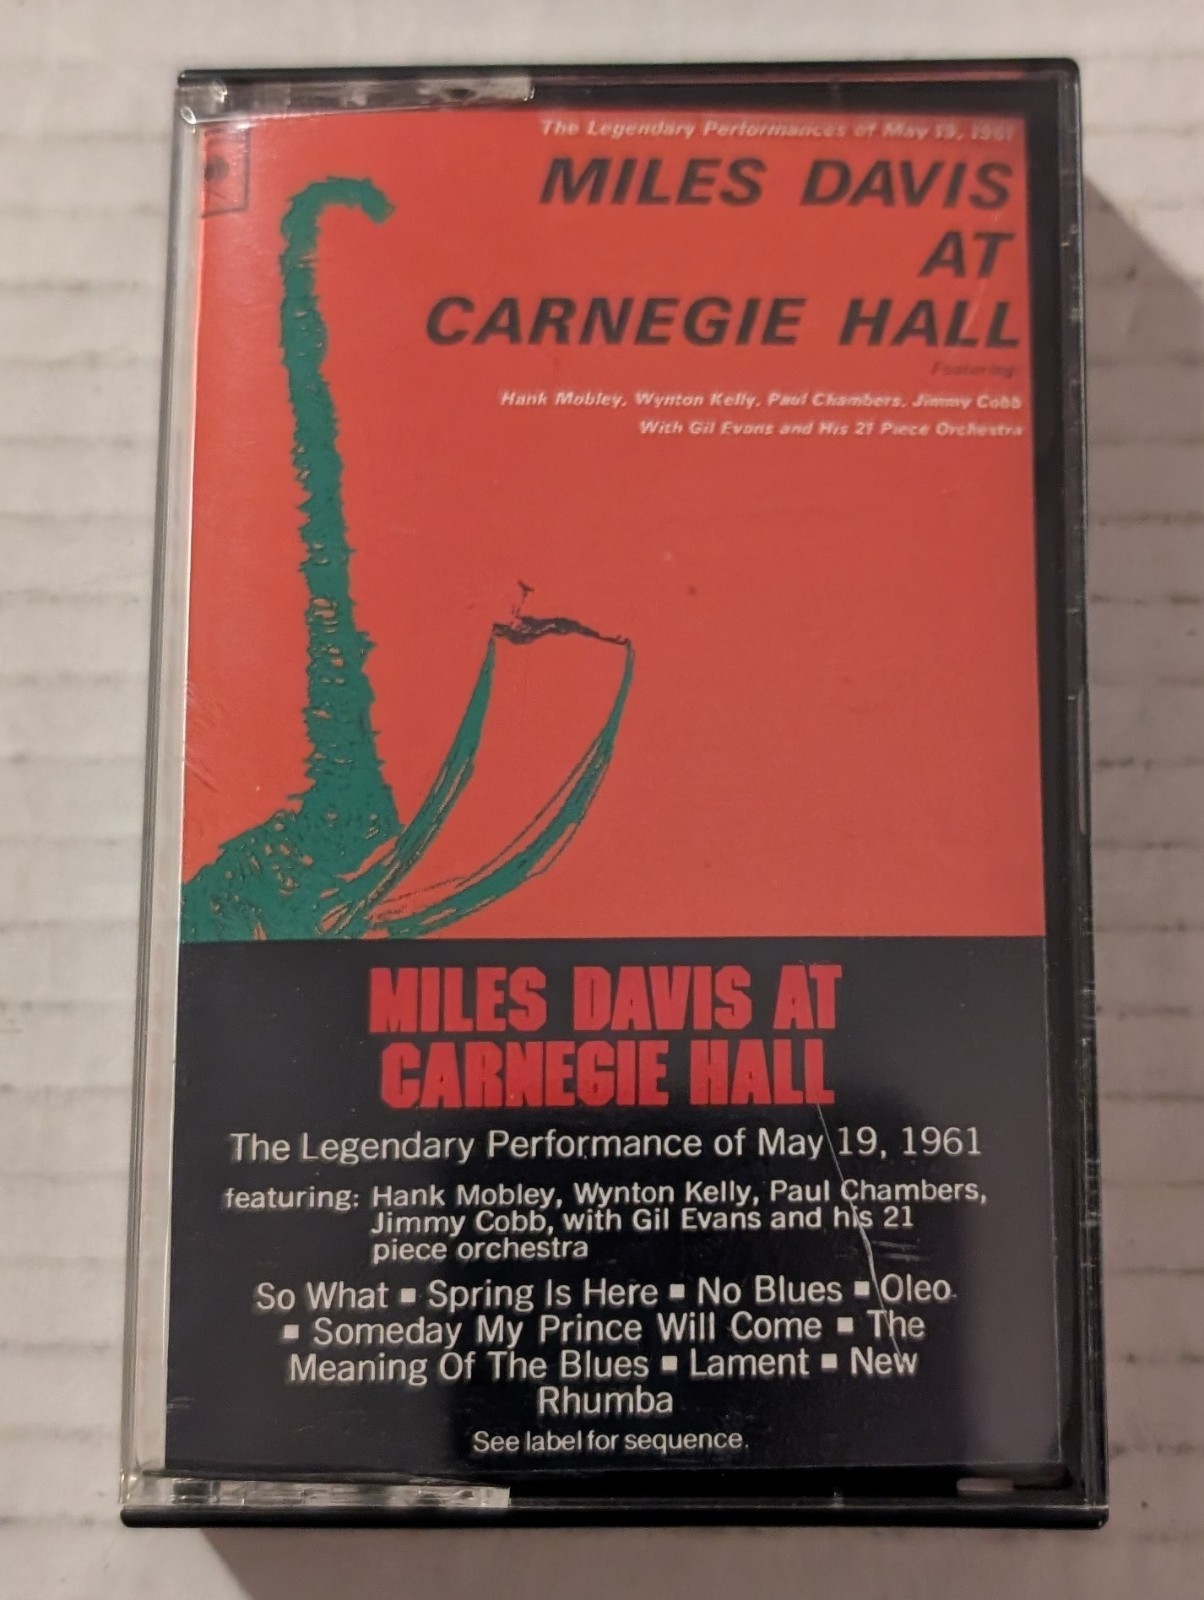 The Legendary Performances of May 19, 1961
MILES DAVIS
AT
CARNEGIE HALL
Featuring:
Hank Mobley, Wynton Kelly, Paul Chambers, Jimmy Cobb
With Gil Evans and His 21 Piece Orchestra
MILES DAVIS AT
CARNEGIE HALL
The Legendary Performance of May 19, 1961
featuring: Hank Mobley, Wynton Kelly, Paul Chambers,
Jimmy Cobb, with Gil Evans and his 21
piece orchestra
So What ▪ Spring Is Here ▪ No Blues ▪ Oleo
▪ Someday My Prince Will Come ▪ The
Meaning Of The Blues ▪ Lament ▪ New
Rhumba
See label for sequence.